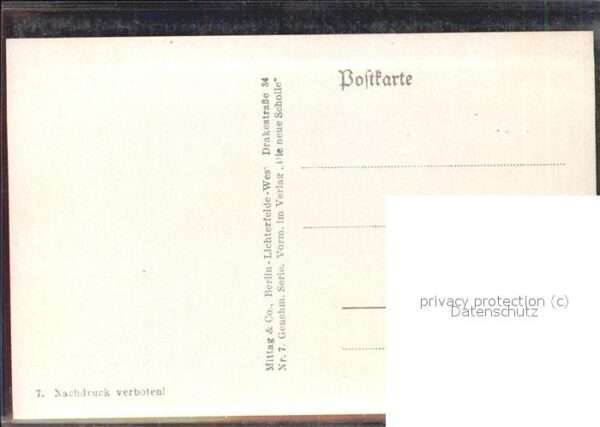 Postkarte
Mittag & Co., Berlin-Lichterfelde-West Drakestraße 34
Nr. 7. Genehm. Serie. Vorm. im Verlag „Die neue Scholle"
privacy protection (c)
Datenschutz
7. Nachdruck verboten!